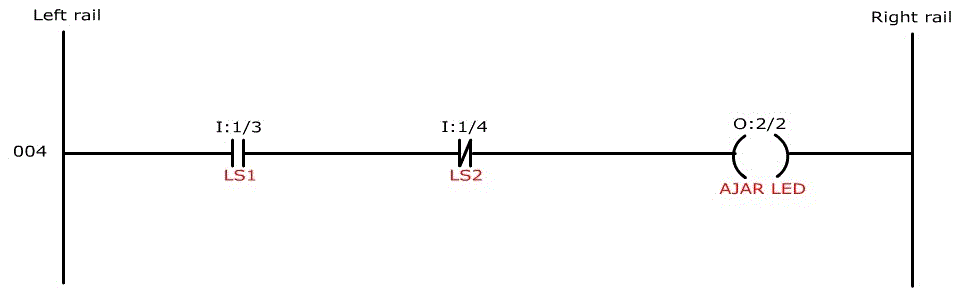 Left rail
Right rail
I:1/3
I:1/4
O:2/2
004
LS1
LS2
AJAR LED